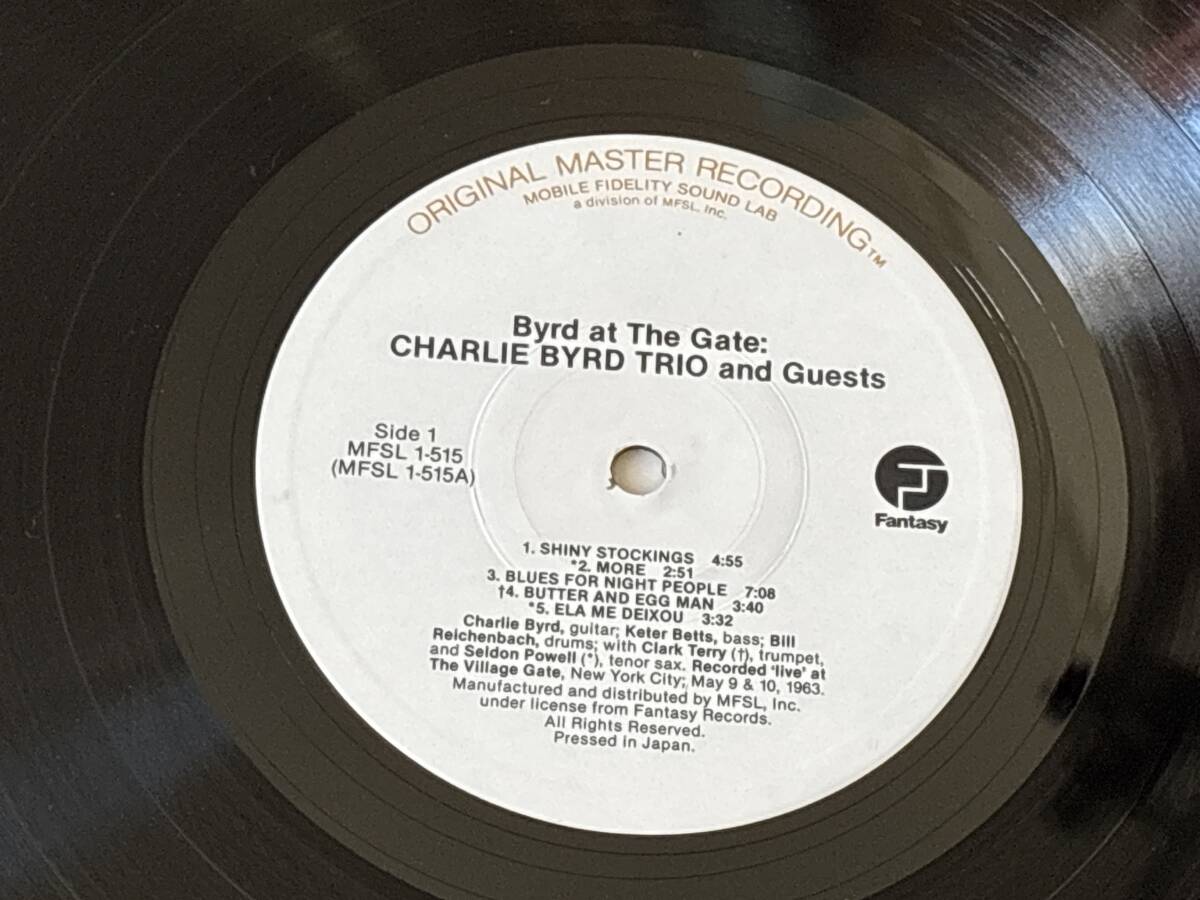 ORIGINAL MASTER RECORDING™
MOBILE FIDELITY SOUND LAB
a division of MFSL, Inc.
Byrd at The Gate:
CHARLIE BYRD TRIO and Guests
Side 1
MFSL 1-515
(MFSL 1-515A)
Fantasy
1. SHINY STOCKINGS 4:55
*2. MORE 2:51
3. BLUES FOR NIGHT PEOPLE 7:08
†4. BUTTER AND EGG MAN 3:40
*5. ELA ME DEIXOU 3:32
Charlie Byrd, guitar; Keter Betts, bass; Bill
Reichenbach, drums; with Clark Terry (†), trumpet,
and Seldon Powell (*), tenor sax. Recorded 'live' at
The Village Gate, New York City; May 9 & 10, 1963.
Manufactured and distributed by MFSL, Inc.
under license from Fantasy Records.
All Rights Reserved.
Pressed in Japan.